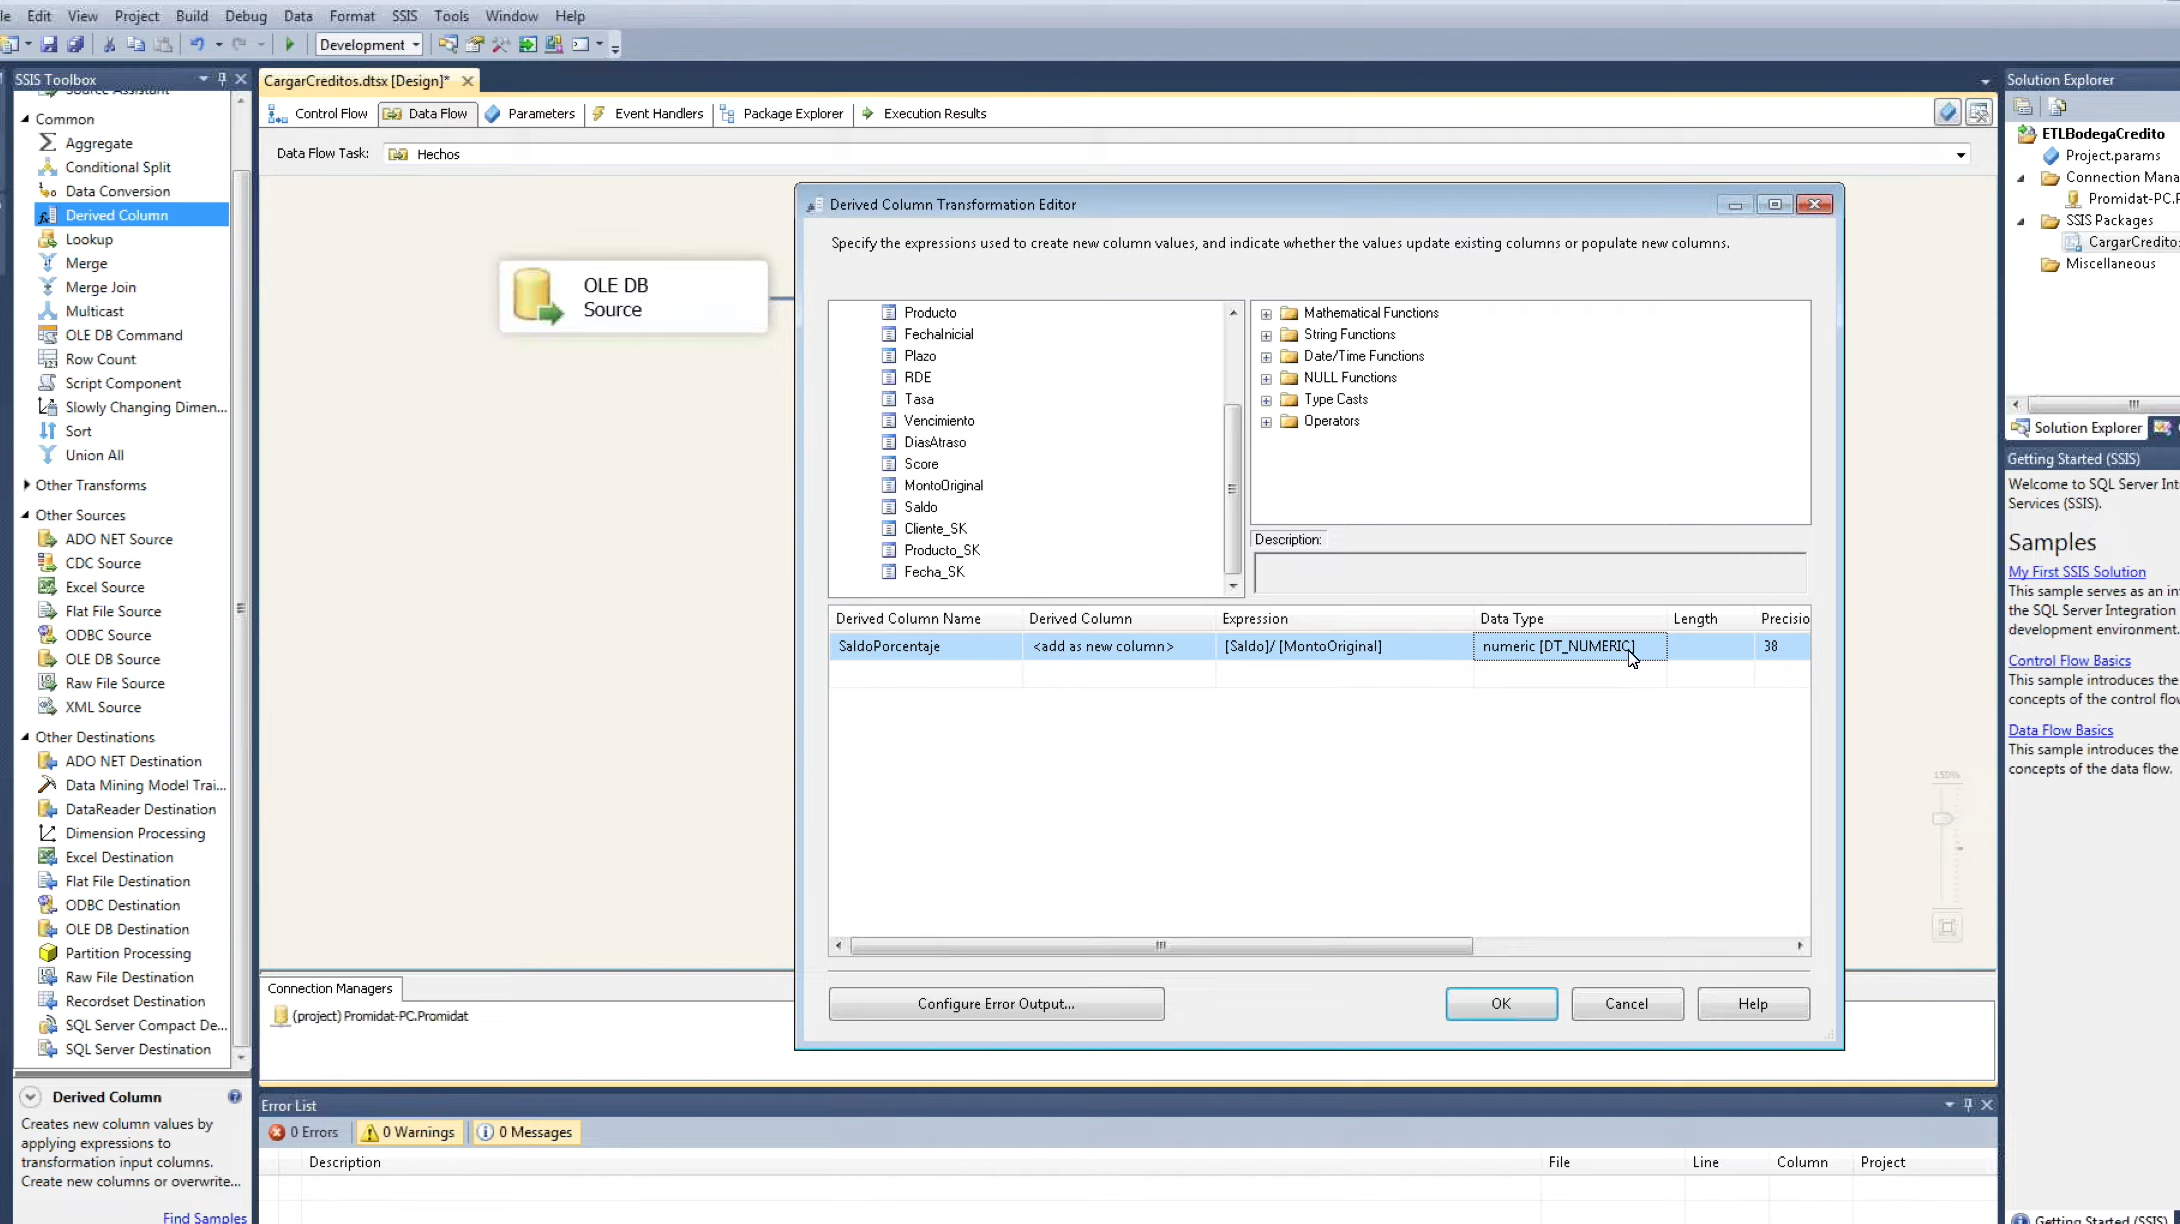 le Edit View Project Build Debug Data Format SSIS Tools Window Help
Development
SSIS Toolbox
Source Assistant
Common
Aggregate
Conditional Split
Data Conversion
Derived Column
Lookup
Merge
Merge Join
Multicast
OLE DB Command
Row Count
Script Component
Slowly Changing Dimen...
Sort
Union All
Other Transforms
Other Sources
ADO NET Source
CDC Source
Excel Source
Flat File Source
ODBC Source
OLE DB Source
Raw File Source
XML Source
Other Destinations
ADO NET Destination
Data Mining Model Trai...
DataReader Destination
Dimension Processing
Excel Destination
Flat File Destination
ODBC Destination
OLE DB Destination
Partition Processing
Raw File Destination
Recordset Destination
SQL Server Compact De...
SQL Server Destination
Derived Column
Creates new column values by
applying expressions to
transformation input columns.
Create new columns or overwrite...
Find Samples
CargarCreditos.dtsx [Design]*
Control Flow Data Flow Parameters Event Handlers Package Explorer Execution Results
Data Flow Task: Hechos
OLE DB
Source
Derived Column Transformation Editor
Specify the expressions used to create new column values, and indicate whether the values update existing columns or populate new columns.
Producto
FechaInicial
Plazo
RDE
Tasa
Vencimiento
DiasAtraso
Score
MontoOriginal
Saldo
Cliente_SK
Producto_SK
Fecha_SK
Mathematical Functions
String Functions
Date/Time Functions
NULL Functions
Type Casts
Operators
Description:
Derived Column Name Derived Column Expression Data Type Length Precisio
SaldoPorcentaje <add as new column> [Saldo]/ [MontoOriginal] numeric [DT_NUMERIC] 38
Configure Error Output... OK Cancel Help
150%
Connection Managers
(project) Promidat-PC.Promidat
Error List
0 Errors 0 Warnings 0 Messages
Description File Line Column Project
Solution Explorer
ETLBodegaCredito
Project.params
Connection Mana
Promidat-PC.P
SSIS Packages
CargarCreditos
Miscellaneous
Solution Explorer
Getting Started (SSIS)
Welcome to SQL Server Int
Services (SSIS).
Samples
My First SSIS Solution
This sample serves as an in
the SQL Server Integration
development environment.
Control Flow Basics
This sample introduces the
concepts of the control flow
Data Flow Basics
This sample introduces the
concepts of the data flow.
Getting Started (SSIS)